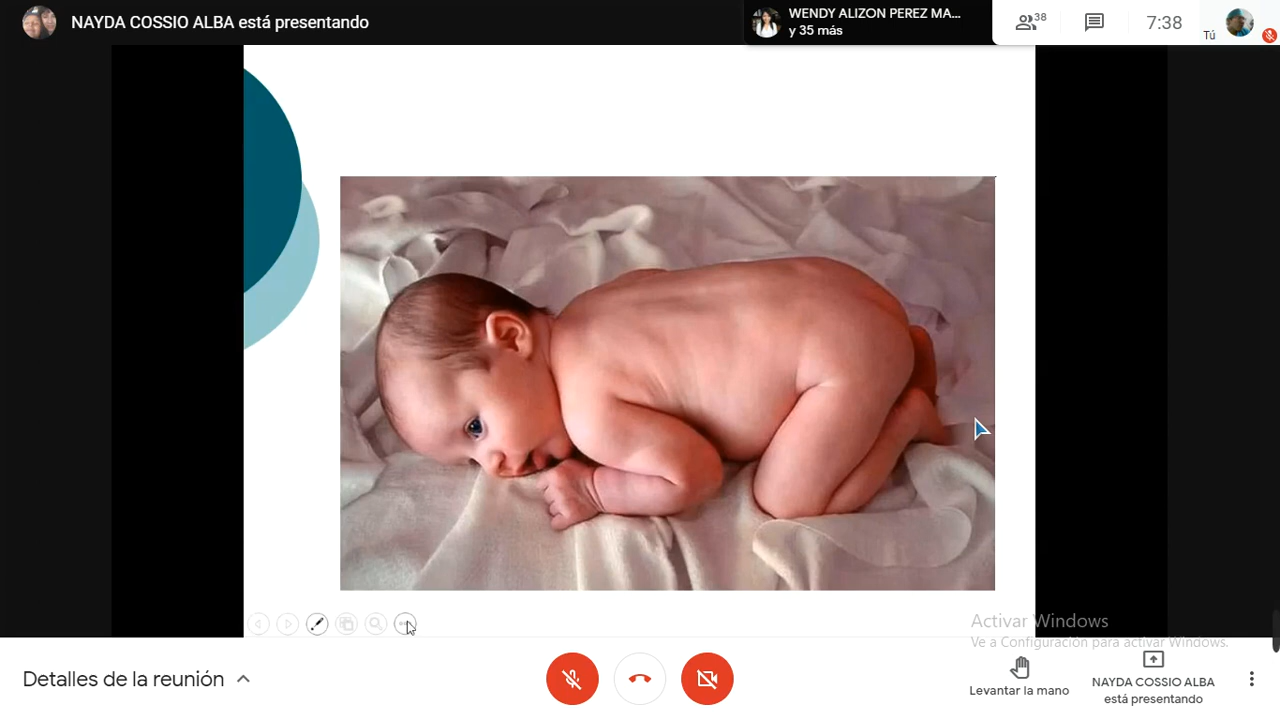 NAYDA COSSIO ALBA está presentando
WENDY ALIZON PEREZ MA...
y 35 más
38
7:38
Tú
Activar Windows
Ve a Configuración para activar Windows.
Detalles de la reunión
Levantar la mano
NAYDA COSSIO ALBA
está presentando